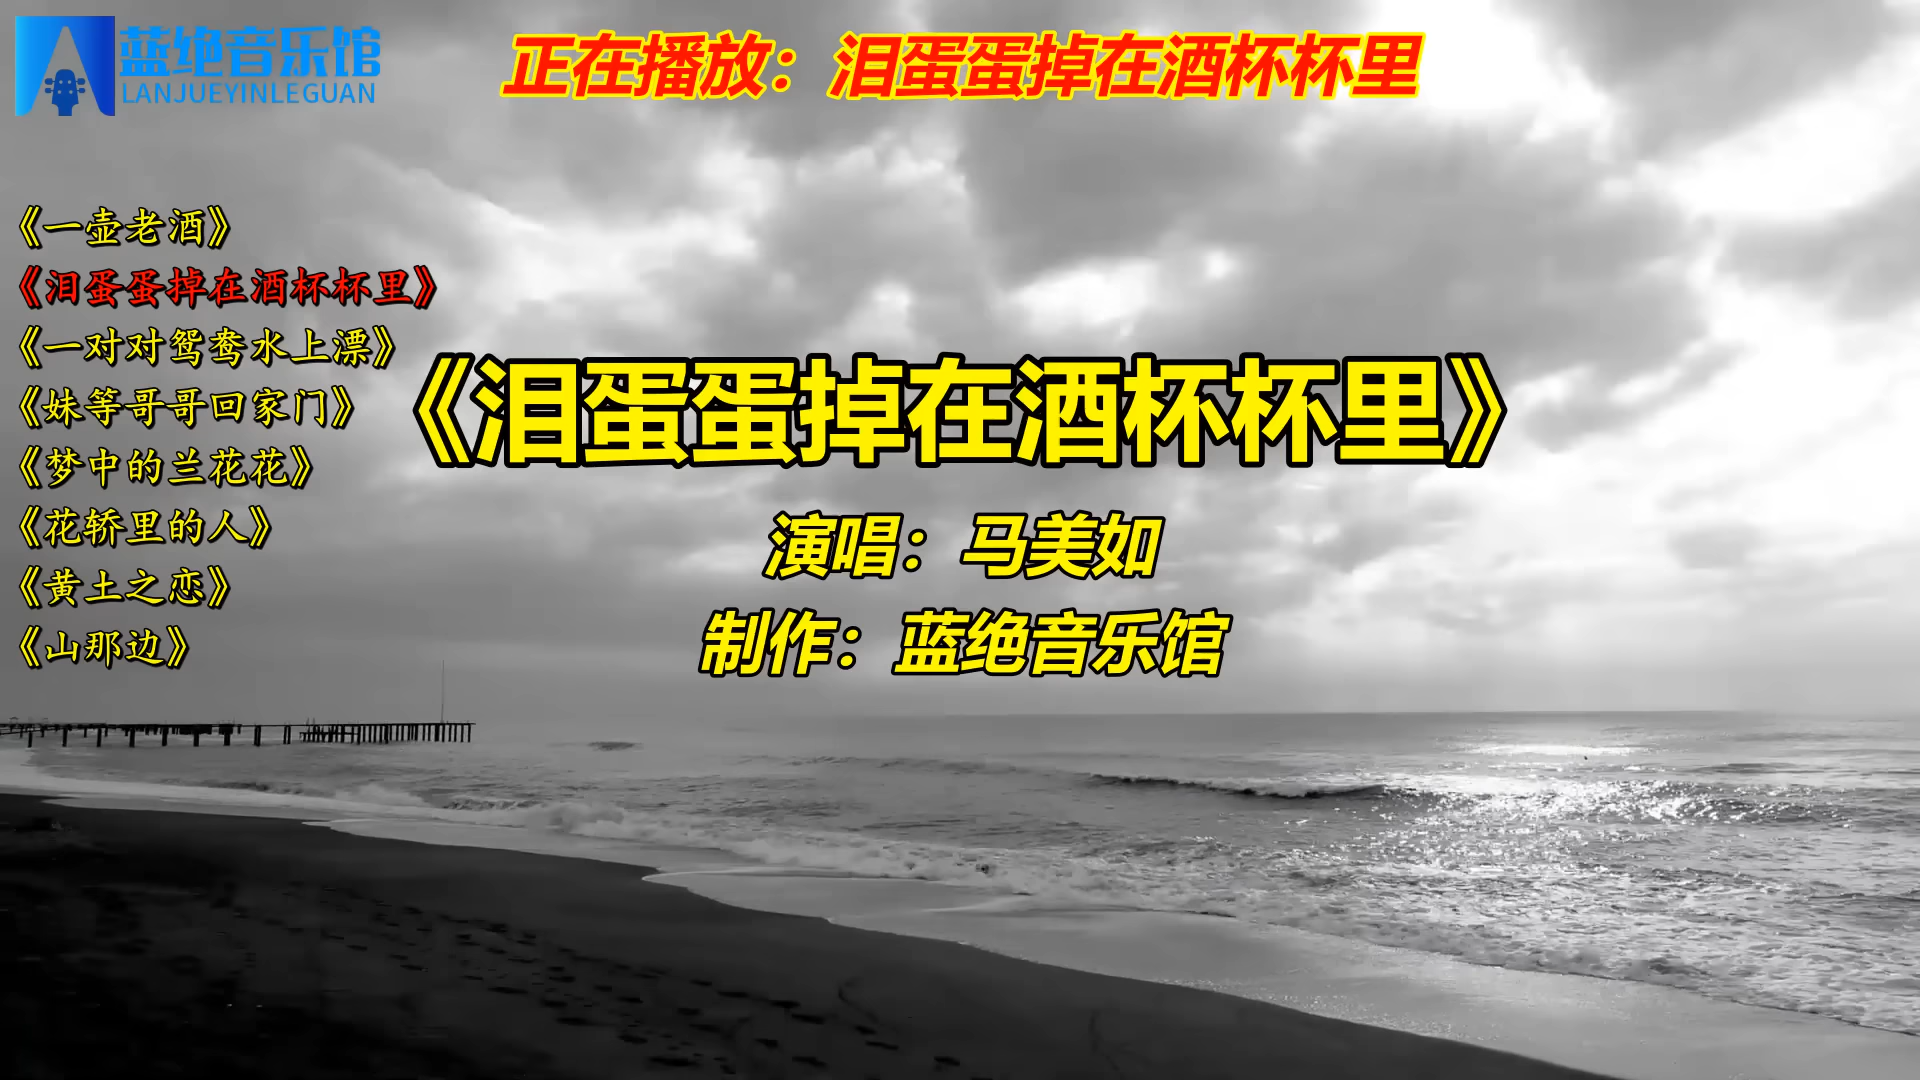 蓝绝音乐馆
LANJUEYINLEGUAN
正在播放：泪蛋蛋掉在酒杯杯里
《一壶老酒》
《泪蛋蛋掉在酒杯杯里》
《一对对鸳鸯水上漂》
《妹等哥哥回家门》
《梦中的兰花花》
《花轿里的人》
《黄土之恋》
《山那边》
《泪蛋蛋掉在酒杯杯里》
演唱：马美如
制作：蓝绝音乐馆